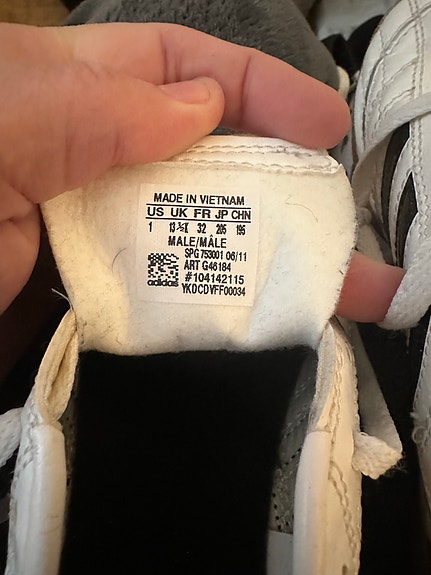 MADE IN VIETNAM
US UK FR JP CHN
1 13½K 32 205 195
MALE/MÂLE
SPG 753001 06/11
ART G46184
#104142115
adidas YKDCDVFF00034